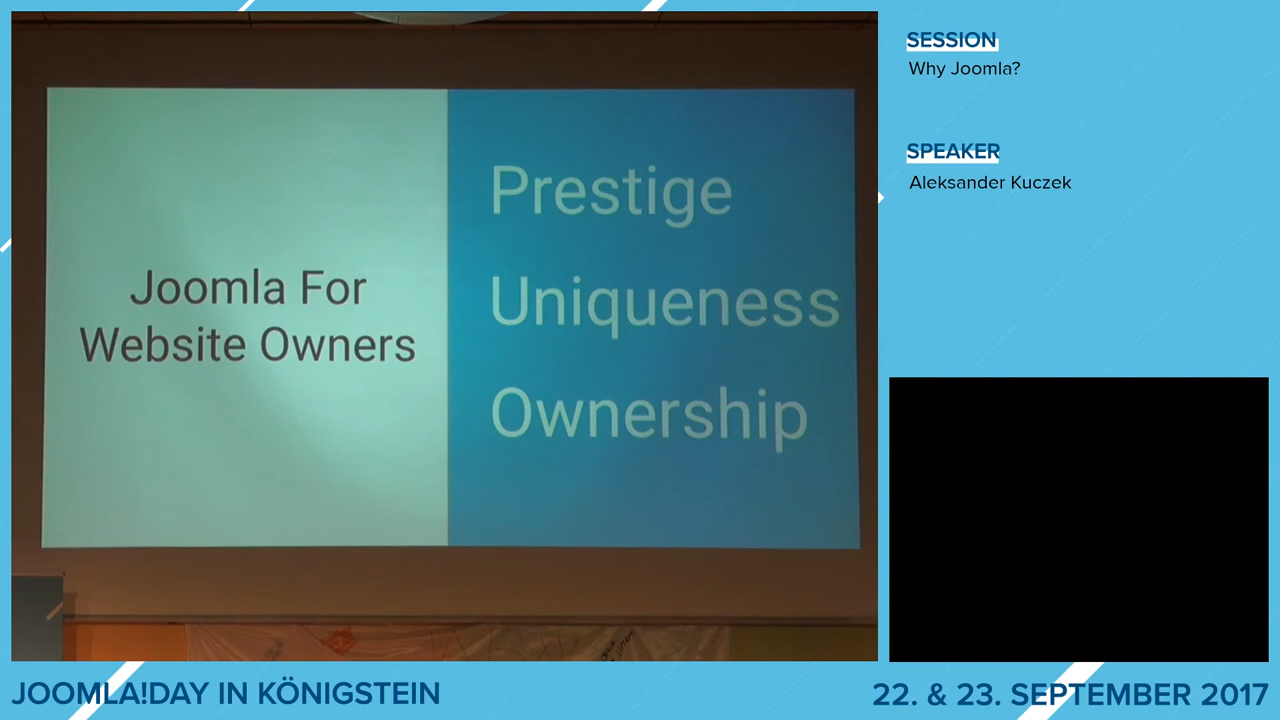 Joomla For
Website Owners
Prestige
Uniqueness
Ownership
SESSION
Why Joomla?
SPEAKER
Aleksander Kuczek
JOOMLA!DAY IN KÖNIGSTEIN
22. & 23. SEPTEMBER 2017